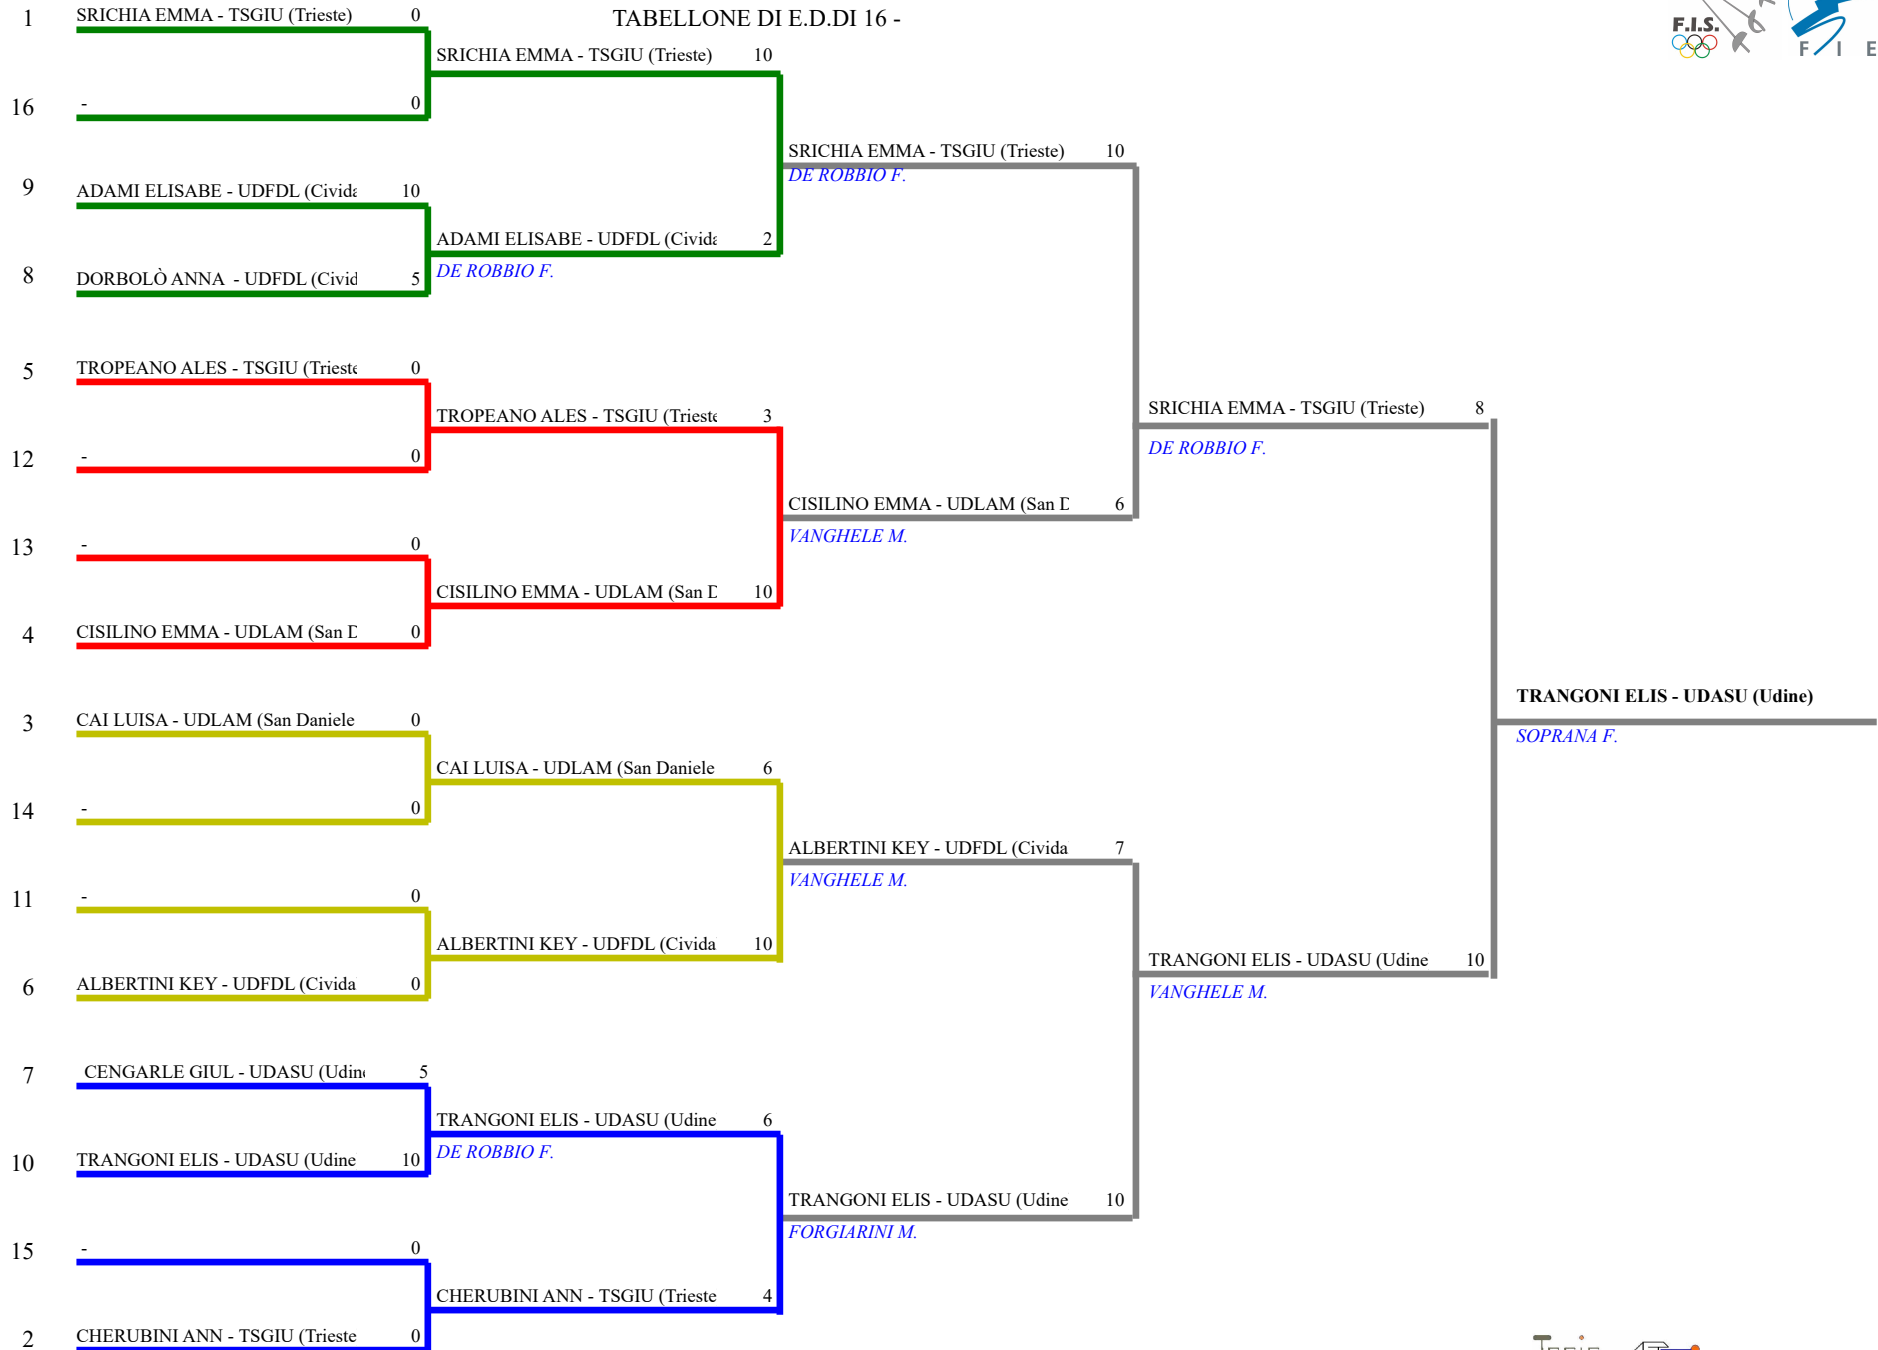 TABELLONE DI E.D.DI 16 -
F.I.S.
F I E
1 SRICHIA EMMA - TSGIU (Trieste) 0
SRICHIA EMMA - TSGIU (Trieste) 10
16 - 0
SRICHIA EMMA - TSGIU (Trieste) 10
DE ROBBIO F.
9 ADAMI ELISABE - UDFDL (Civida 10
ADAMI ELISABE - UDFDL (Civida 2
DE ROBBIO F.
8 DORBOLÒ ANNA - UDFDL (Civid 5
5 TROPEANO ALES - TSGIU (Trieste 0
TROPEANO ALES - TSGIU (Trieste 3
SRICHIA EMMA - TSGIU (Trieste) 8
DE ROBBIO F.
12 - 0
CISILINO EMMA - UDLAM (San D 6
VANGHELE M.
13 - 0
CISILINO EMMA - UDLAM (San D 10
4 CISILINO EMMA - UDLAM (San D 0
TRANGONI ELIS - UDASU (Udine)
SOPRANA F.
3 CAI LUISA - UDLAM (San Daniele 0
CAI LUISA - UDLAM (San Daniele 6
14 - 0
ALBERTINI KEY - UDFDL (Civida 7
VANGHELE M.
11 - 0
ALBERTINI KEY - UDFDL (Civida 10
TRANGONI ELIS - UDASU (Udine 10
VANGHELE M.
6 ALBERTINI KEY - UDFDL (Civida 0
7 CENGARLE GIUL - UDASU (Udine 5
TRANGONI ELIS - UDASU (Udine 6
DE ROBBIO F.
10 TRANGONI ELIS - UDASU (Udine 10
TRANGONI ELIS - UDASU (Udine 10
FORGIARINI M.
15 - 0
CHERUBINI ANN - TSGIU (Trieste 4
2 CHERUBINI ANN - TSGIU (Trieste 0